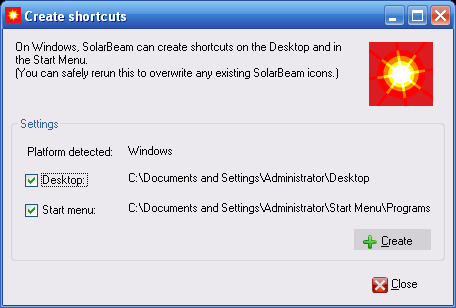 Create shortcuts
On Windows, SolarBeam can create shortcuts on the Desktop and in
the Start Menu.
(You can safely rerun this to overwrite any existing SolarBeam icons.)
Settings
Platform detected: Windows
Desktop: C:\Documents and Settings\Administrator\Desktop
Start menu: C:\Documents and Settings\Administrator\Start Menu\Programs
Create
Close